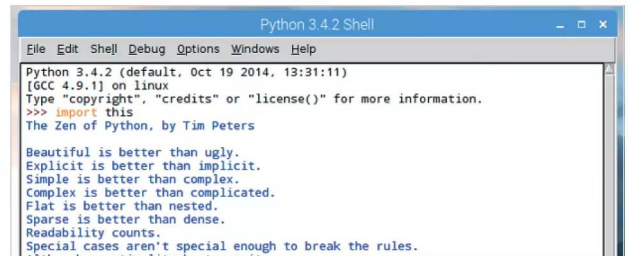 Python 3.4.2 Shell
File Edit Shell Debug Options Windows Help
Python 3.4.2 (default, Oct 19 2014, 13:31:11)
[GCC 4.9.1] on linux
Type "copyright", "credits" or "license()" for more information.
>>> import this
The Zen of Python, by Tim Peters
Beautiful is better than ugly.
Explicit is better than implicit.
Simple is better than complex.
Complex is better than complicated.
Flat is better than nested.
Sparse is better than dense.
Readability counts.
Special cases aren't special enough to break the rules.